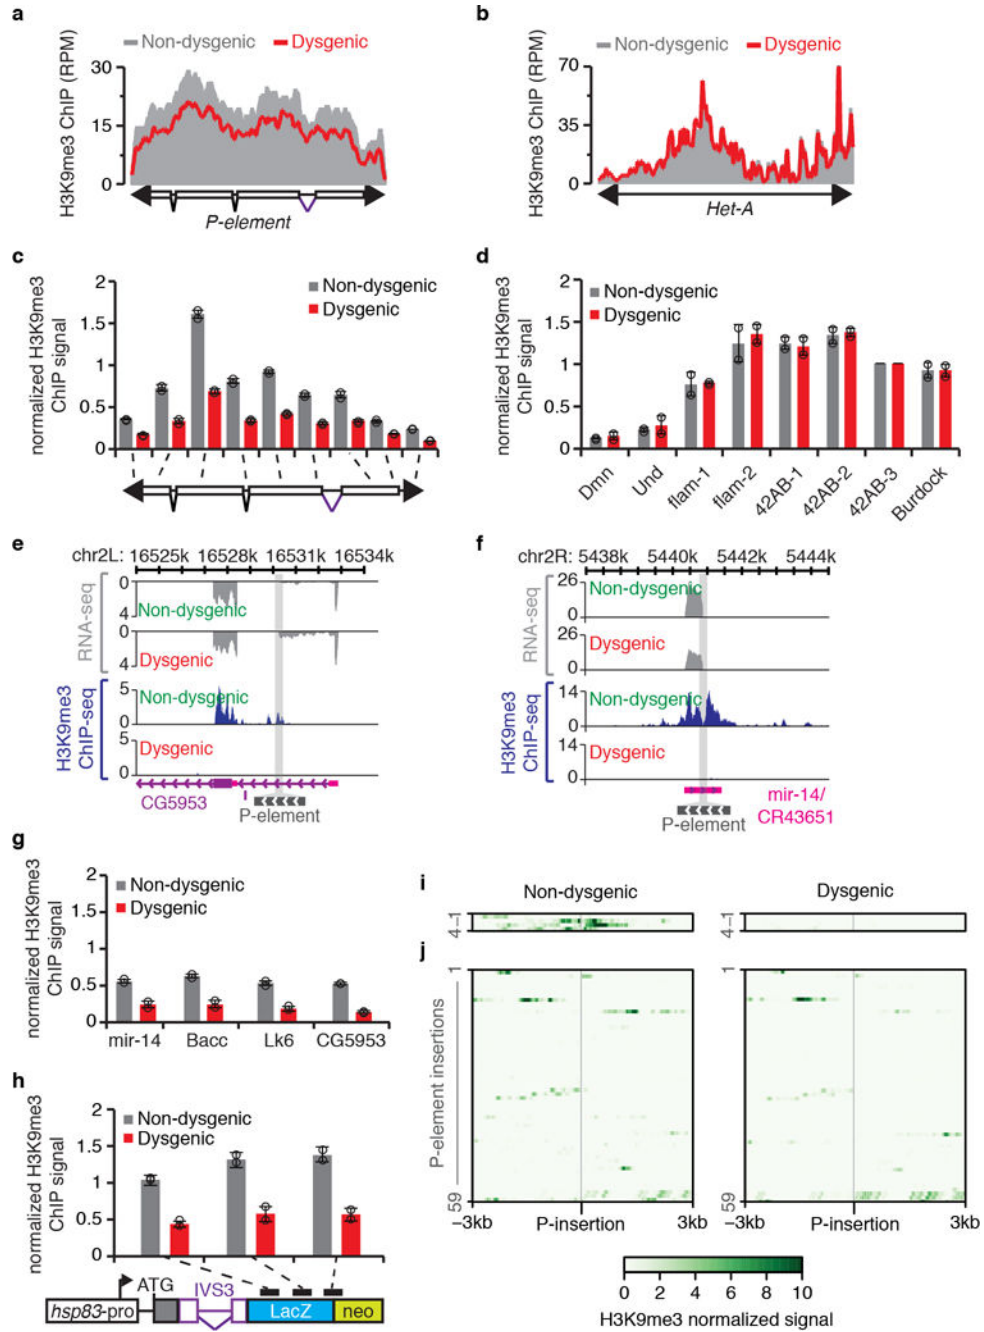 a
Non-dysgenic
Dysgenic
H3K9me3 ChIP (RPM)
30
15
0
P-element
b
Non-dysgenic
Dysgenic
H3K9me3 ChIP (RPM)
70
35
0
Het-A
c
normalized H3K9me3
ChIP signal
2
1.5
1
0.5
0
Non-dysgenic
Dysgenic
d
normalized H3K9me3
ChIP signal
2
1.5
1
0.5
0
Non-dysgenic
Dysgenic
Dmn
Und
flam-1
flam-2
42AB-1
42AB-2
42AB-3
Burdock
e
chr2L: 16525k 16528k 16531k 16534k
RNA-seq
0
4
Non-dysgenic
0
4
Dysgenic
H3K9me3
ChIP-seq
5
0
Non-dysgenic
5
0
Dysgenic
CG5953
P-element
f
chr2R: 5438k 5440k 5442k 5444k
RNA-seq
26
0
Non-dysgenic
26
0
Dysgenic
H3K9me3
ChIP-seq
14
0
Non-dysgenic
14
0
Dysgenic
mir-14/
CR43651
P-element
g
normalized H3K9me3
ChIP signal
2
1.5
1
0.5
0
Non-dysgenic
Dysgenic
mir-14 Bacc Lk6 CG5953
h
normalized H3K9me3
ChIP signal
2
1.5
1
0.5
0
Non-dysgenic
Dysgenic
ATG
IVS3
hsp83-pro
LacZ
neo
i
Non-dysgenic
Dysgenic
4–1
4–1
j
P-element insertions
1
59
1
59
−3kb P-insertion 3kb
−3kb P-insertion 3kb
0 2 4 6 8 10
H3K9me3 normalized signal